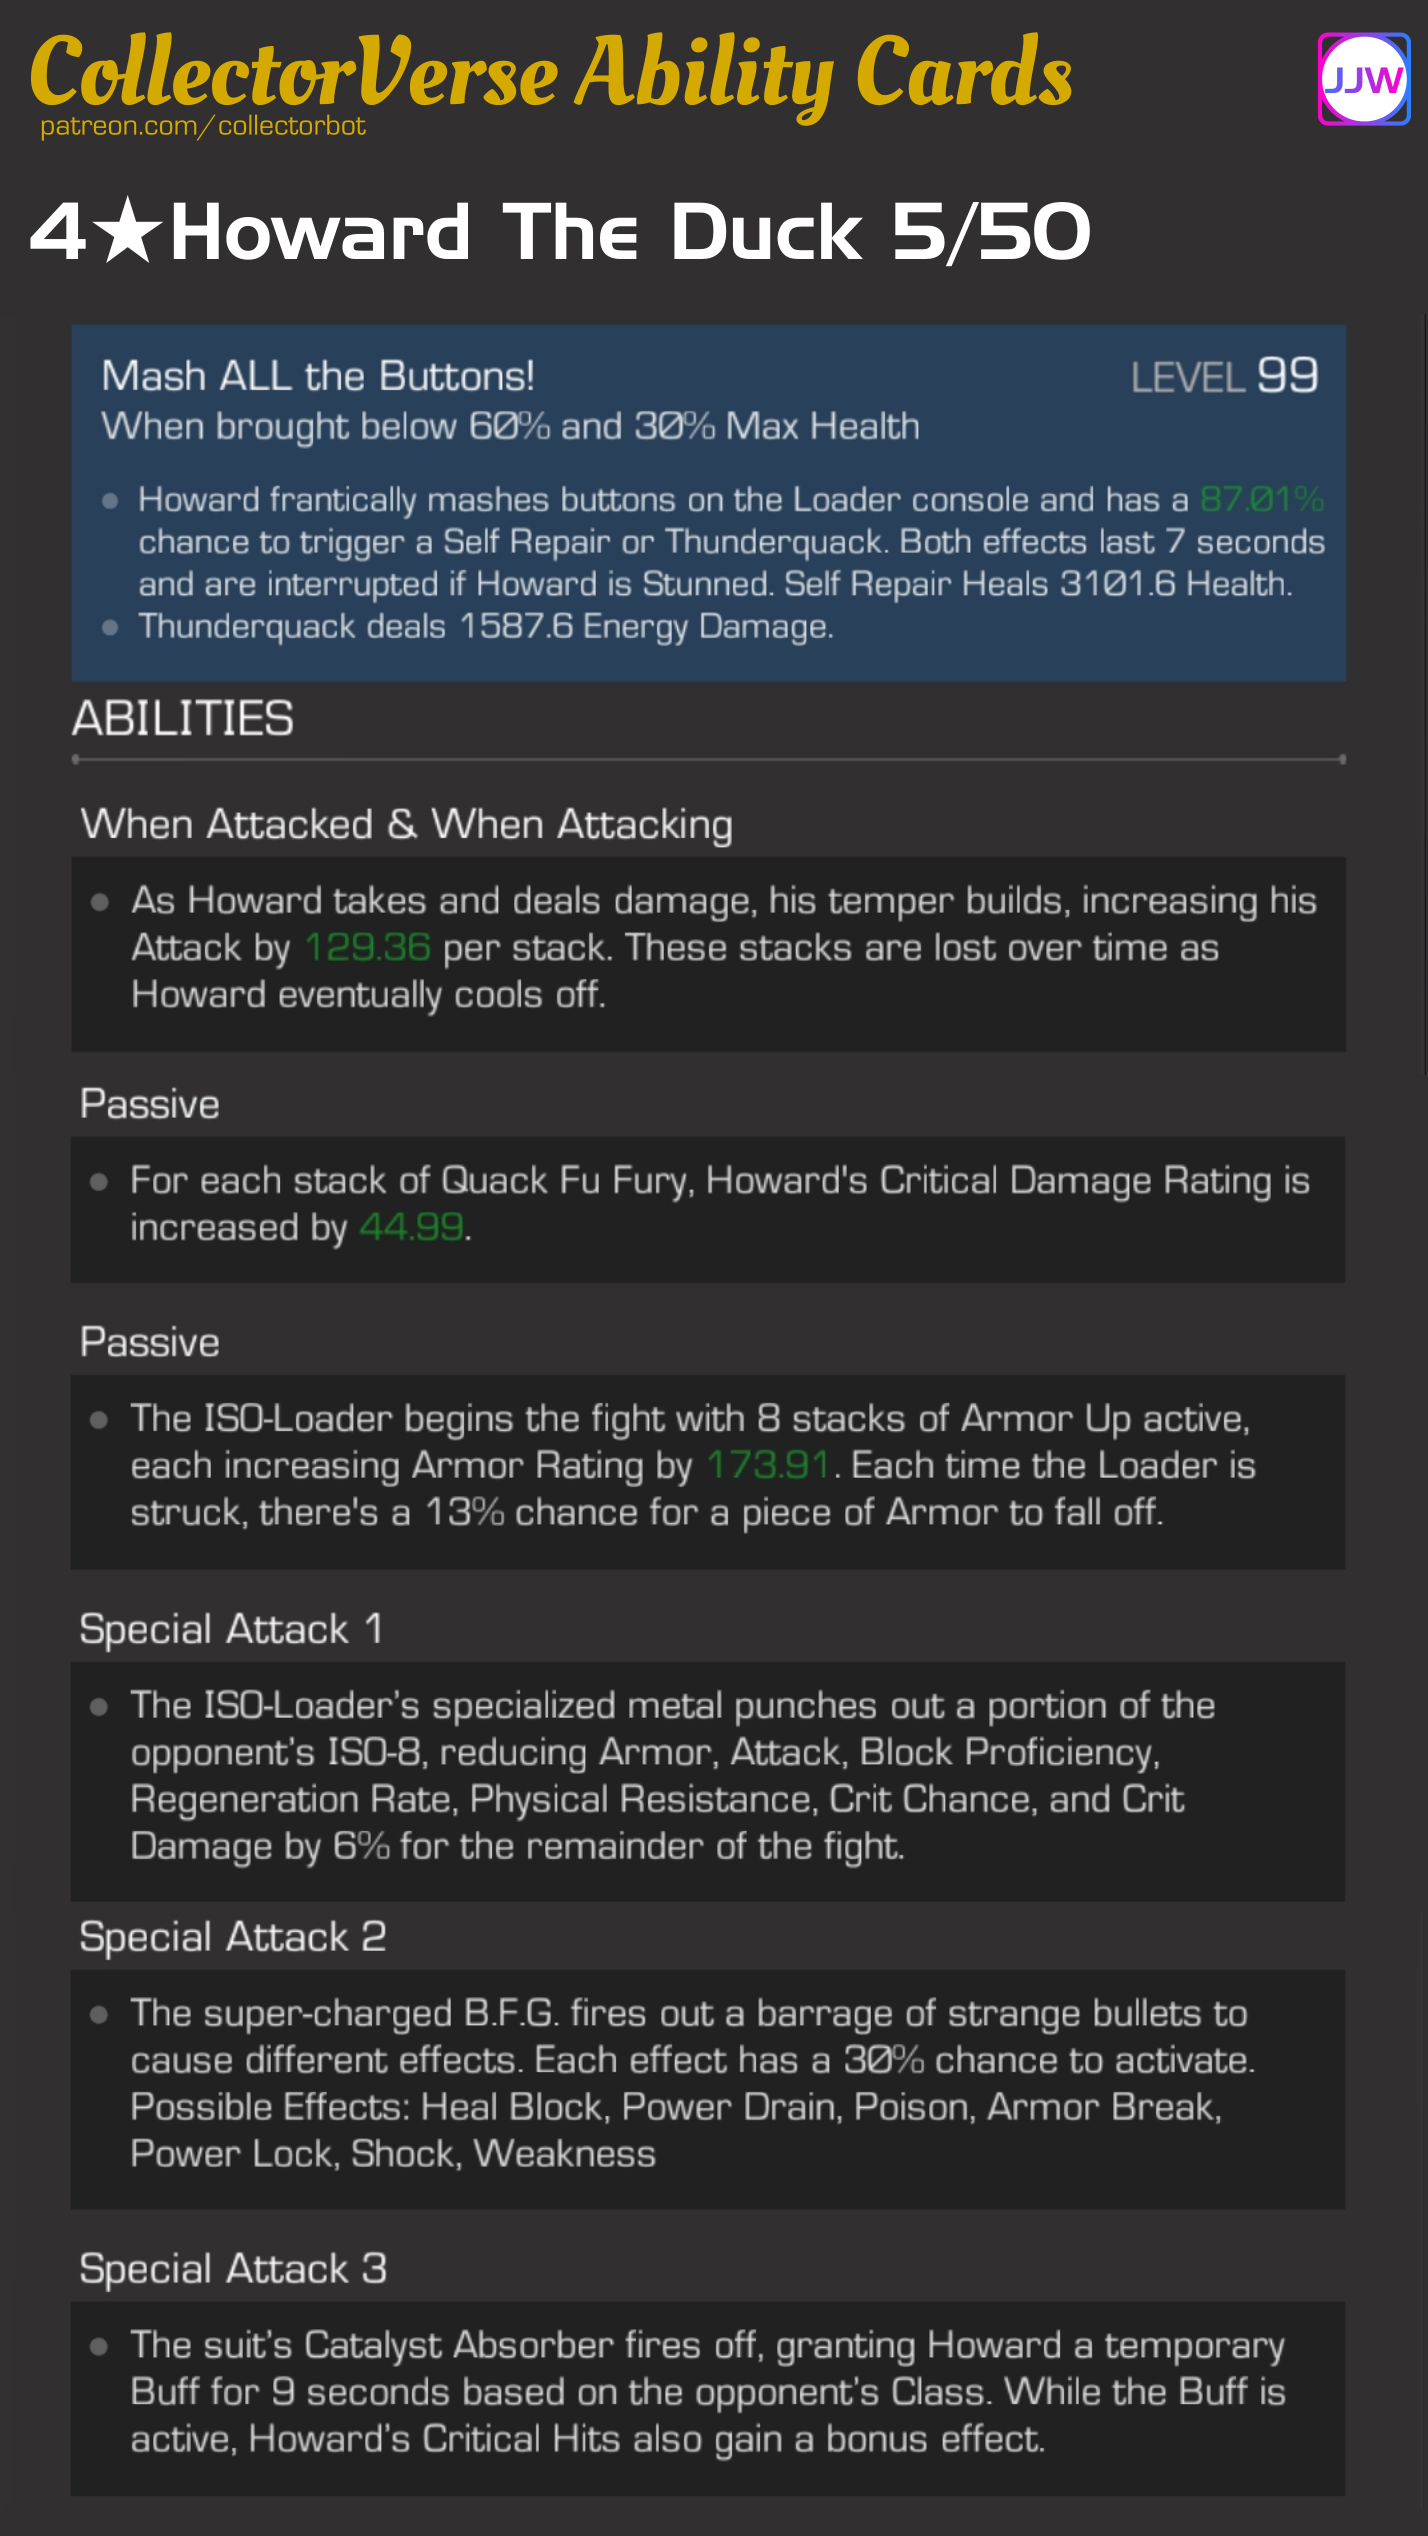 CollectorVerse Ability Cards
patreon.com/collectorbot
JJW
4★Howard The Duck 5/50
Mash ALL the Buttons! LEVEL 99
When brought below 60% and 30% Max Health
● Howard frantically mashes buttons on the Loader console and has a 87.01%
chance to trigger a Self Repair or Thunderquack. Both effects last 7 seconds
and are interrupted if Howard is Stunned. Self Repair Heals 3101.6 Health.
● Thunderquack deals 1587.6 Energy Damage.
ABILITIES
When Attacked & When Attacking
● As Howard takes and deals damage, his temper builds, increasing his
Attack by 129.36 per stack. These stacks are lost over time as
Howard eventually cools off.
Passive
● For each stack of Quack Fu Fury, Howard's Critical Damage Rating is
increased by 44.99.
Passive
● The ISO-Loader begins the fight with 8 stacks of Armor Up active,
each increasing Armor Rating by 173.91. Each time the Loader is
struck, there's a 13% chance for a piece of Armor to fall off.
Special Attack 1
● The ISO-Loader’s specialized metal punches out a portion of the
opponent’s ISO-8, reducing Armor, Attack, Block Proficiency,
Regeneration Rate, Physical Resistance, Crit Chance, and Crit
Damage by 6% for the remainder of the fight.
Special Attack 2
● The super-charged B.F.G. fires out a barrage of strange bullets to
cause different effects. Each effect has a 30% chance to activate.
Possible Effects: Heal Block, Power Drain, Poison, Armor Break,
Power Lock, Shock, Weakness
Special Attack 3
● The suit’s Catalyst Absorber fires off, granting Howard a temporary
Buff for 9 seconds based on the opponent’s Class. While the Buff is
active, Howard’s Critical Hits also gain a bonus effect.